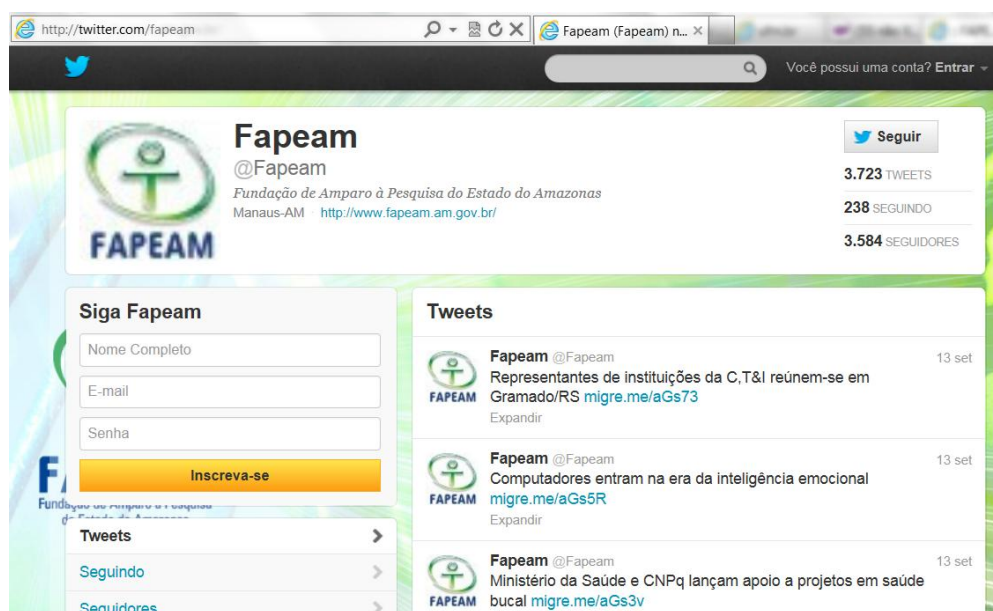 http://twitter.com/fapeam
Fapeam (Fapeam) n...
Você possui uma conta? Entrar
FAPEAM
Fapeam
@Fapeam
Fundação de Amparo à Pesquisa do Estado do Amazonas
Manaus-AM · http://www.fapeam.am.gov.br/
Seguir
3.723 TWEETS
238 SEGUINDO
3.584 SEGUIDORES
Siga Fapeam
Nome Completo
E-mail
Senha
Inscreva-se
Tweets
Seguindo
Seguidores
Tweets
FAPEAM
Fapeam @Fapeam 13 set
Representantes de instituições da C,T&I reúnem-se em
Gramado/RS migre.me/aGs73
Expandir
FAPEAM
Fapeam @Fapeam 13 set
Computadores entram na era da inteligência emocional
migre.me/aGs5R
Expandir
FAPEAM
Fapeam @Fapeam 13 set
Ministério da Saúde e CNPq lançam apoio a projetos em saúde
bucal migre.me/aGs3v